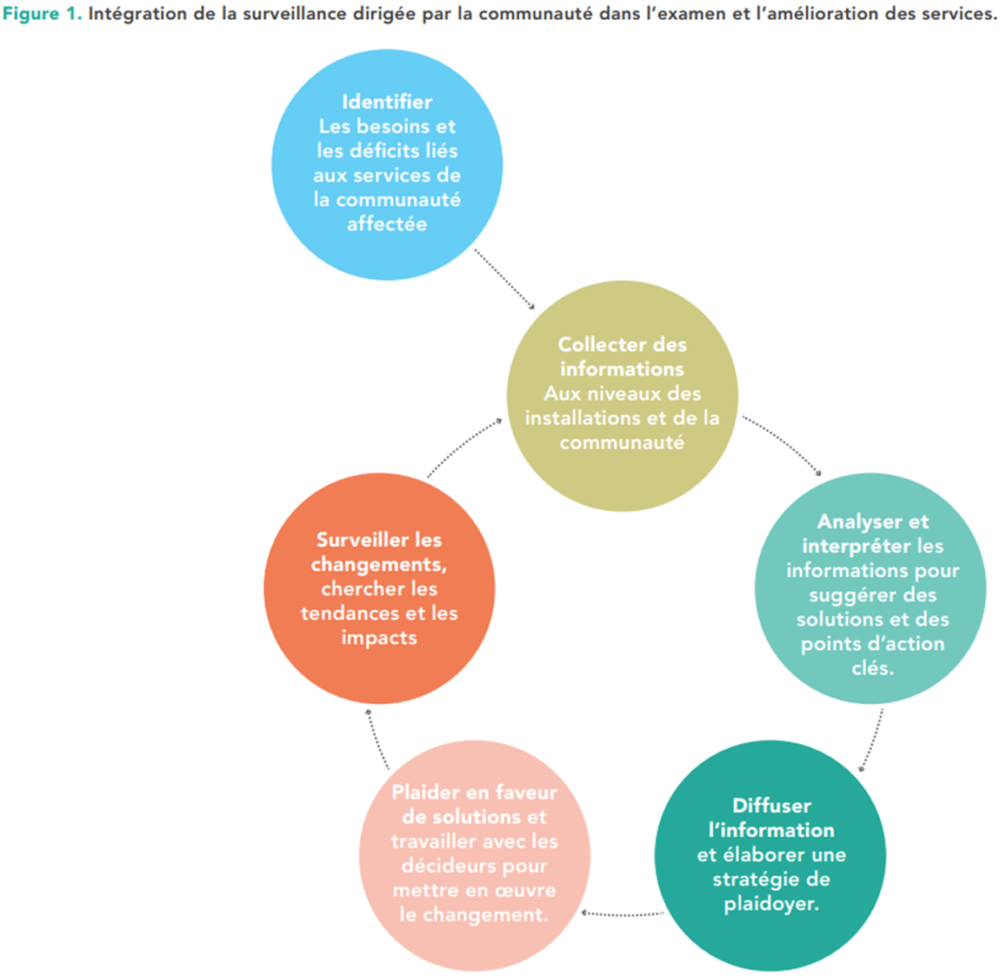 Figure 1. Intégration de la surveillance dirigée par la communauté dans l’examen et l’amélioration des services.
Identifier
Les besoins et
les déficits liés
aux services de
la communauté
affectée
Collecter des
informations
Aux niveaux des
installations et de la
communauté
Analyser et
interpréter les
informations pour
suggérer des
solutions et des
points d’action
clés.
Diffuser
l’information
et élaborer une
stratégie de
plaidoyer.
Plaider en faveur
de solutions et
travailler avec les
décideurs pour
mettre en œuvre
le changement.
Surveiller les
changements,
chercher les
tendances et les
impacts